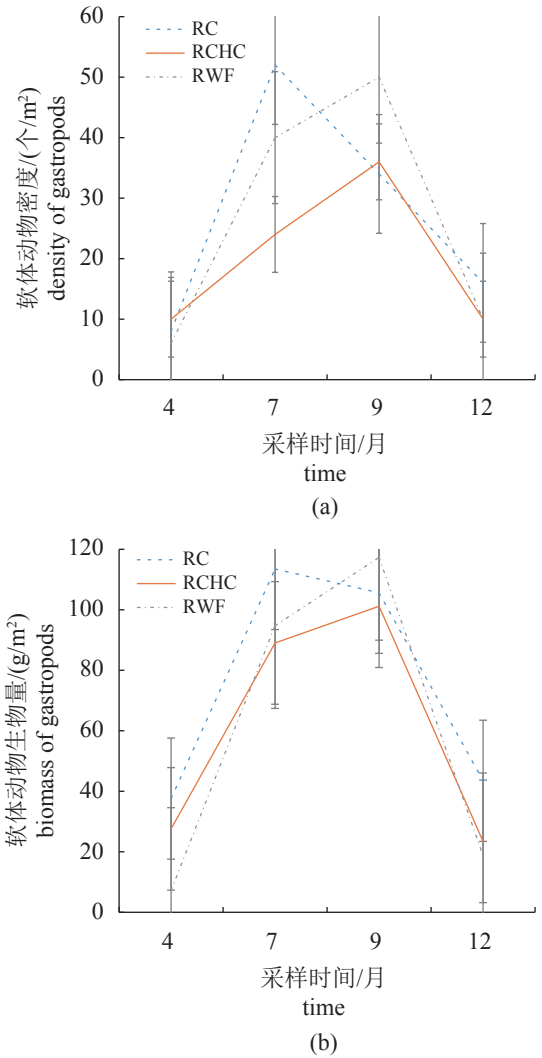 60
50
40
30
20
10
0
RC
RCHC
RWF
软体动物密度/(个/m²)
density of gastropods
4 7 9 12
采样时间/月
time
(a)
120
100
80
60
40
20
0
RC
RCHC
RWF
软体动物生物量/(g/m²)
biomass of gastropods
4 7 9 12
采样时间/月
time
(b)